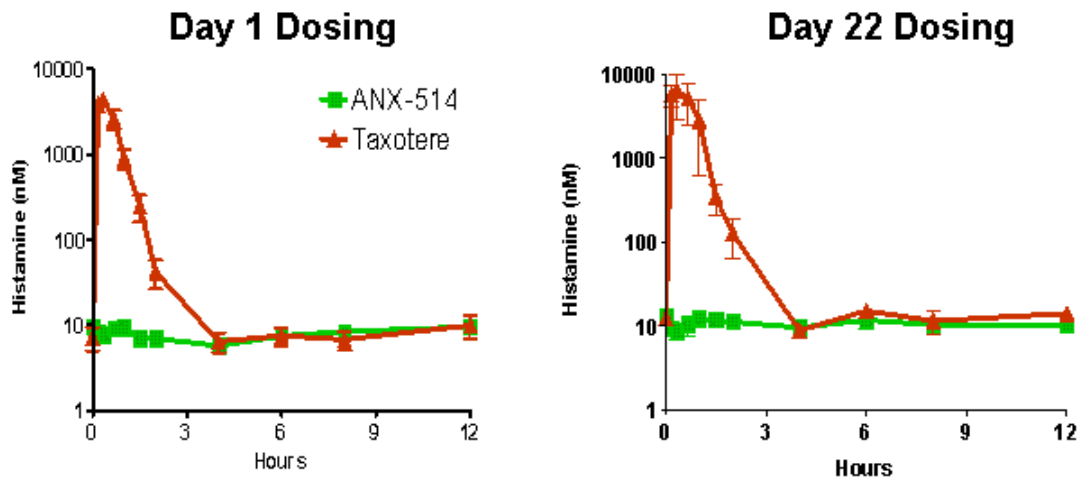 Day 1 Dosing
10000
1000
100
10
1
Histamine (nM)
0
3
6
9
12
Hours
ANX-514
Taxotere
Day 22 Dosing
10000
1000
100
10
1
Histamine (nM)
0
3
6
9
12
Hours